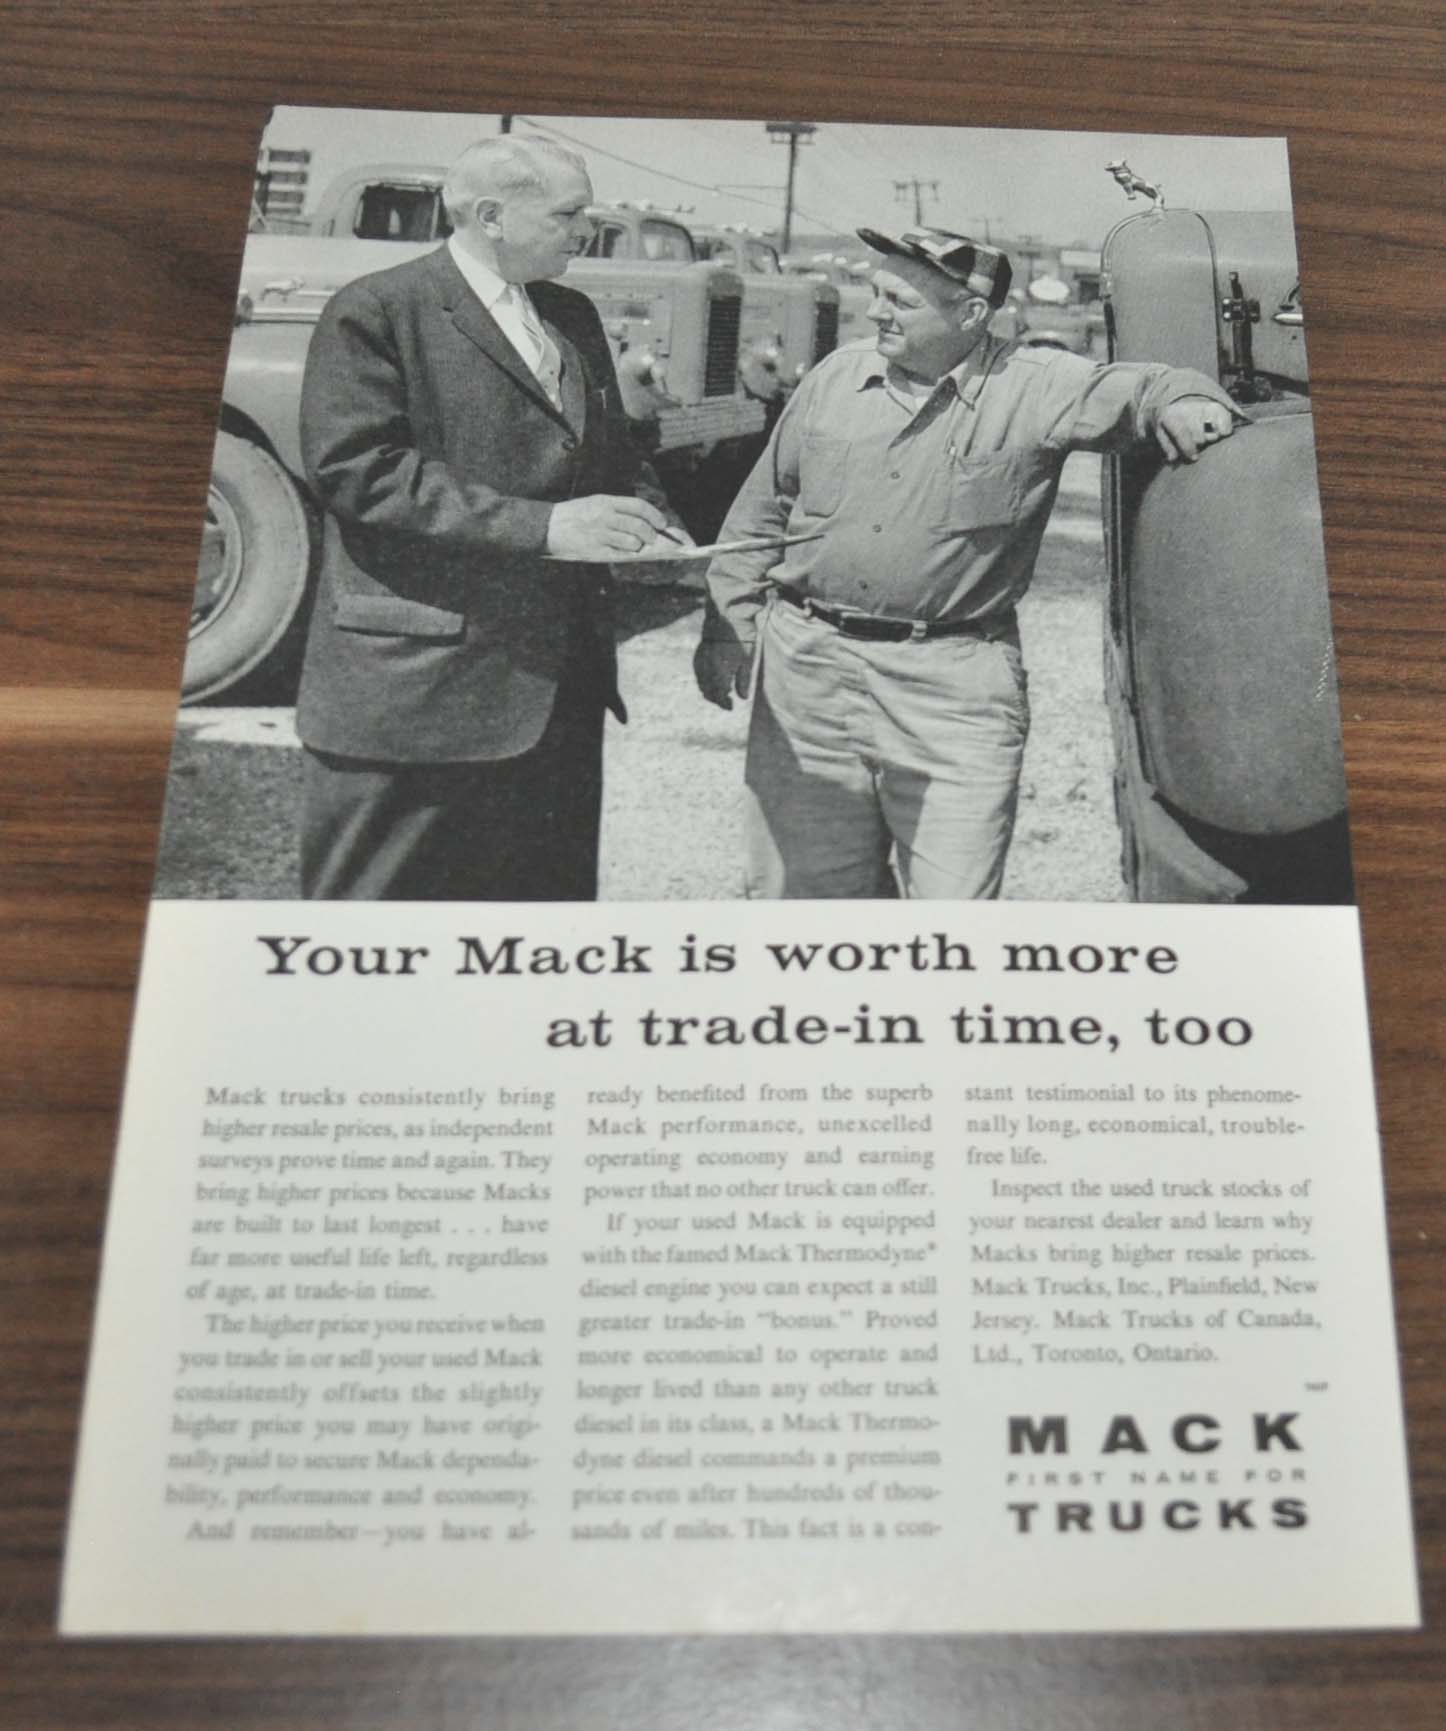 Your Mack is worth more
at trade-in time, too
Mack trucks consistently bring
higher resale prices, as independent
surveys prove time and again. They
bring higher prices because Macks
are built to last longest . . . have
far more useful life left, regardless
of age, at trade-in time.
The higher price you receive when
you trade in or sell your used Mack
consistently offsets the slightly
higher price you may have origi-
nally paid to secure Mack dependa-
bility, performance and economy.
And remember—you have al-
ready benefited from the superb
Mack performance, unexcelled
operating economy and earning
power that no other truck can offer.
If your used Mack is equipped
with the famed Mack Thermodyne®
diesel engine you can expect a still
greater trade-in "bonus." Proved
more economical to operate and
longer lived than any other truck
diesel in its class, a Mack Thermo-
dyne diesel commands a premium
price even after hundreds of thou-
sands of miles. This fact is a con-
stant testimonial to its phenome-
nally long, economical, trouble-
free life.
Inspect the used truck stocks of
your nearest dealer and learn why
Macks bring higher resale prices.
Mack Trucks, Inc., Plainfield, New
Jersey. Mack Trucks of Canada,
Ltd., Toronto, Ontario.
MACK
FIRST NAME FOR
TRUCKS